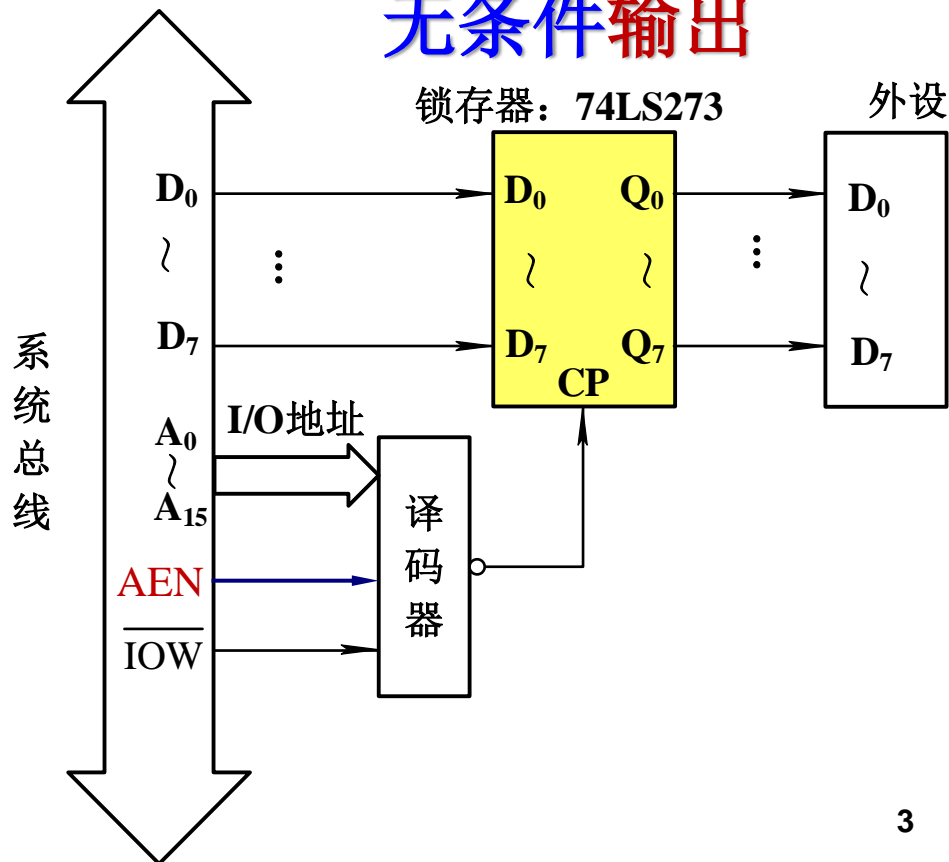 无条件输出
锁存器：74LS273
外设
D₀
D₀
Q₀
D₀
~
⋮
~
~
⋮
~
D₇
D₇
Q₇
D₇
CP
系统总线
A₀
~
A₁₅
I/O地址
译码器
AEN
I̅O̅W̅
3